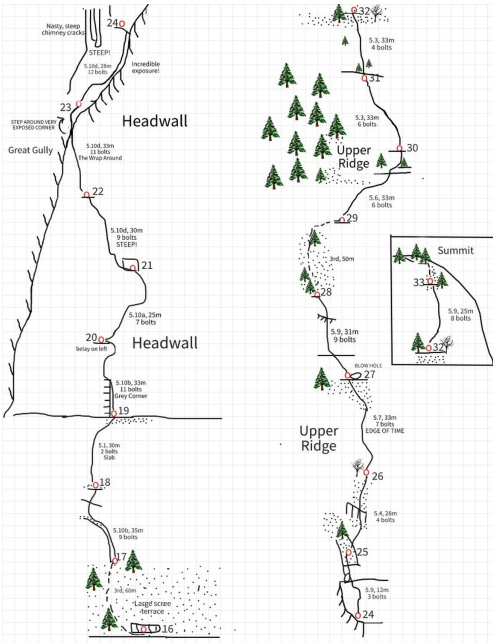 Nasty, steep
chimney cracks
24
STEEP!
5.10d, 28m
12 bolts
Incredible
exposure!
23
STEP AROUND VERY
EXPOSED CORNER
Headwall
Great Gully
5.10d, 33m
11 bolts
The Wrap Around
22
5.10d, 30m
9 bolts
STEEP!
21
5.10a, 25m
7 bolts
20
belay on left
Headwall
5.10b, 33m
11 bolts
Grey Corner
19
5.1, 30m
2 bolts
Slab
18
5.10b, 35m
9 bolts
17
3rd, 60m
Large scree
terrace
16
32
5.3, 33m
4 bolts
31
5.3, 33m
6 bolts
30
Upper
Ridge
5.6, 33m
6 bolts
29
3rd, 50m
28
5.9, 31m
9 bolts
BLOW HOLE
27
5.7, 33m
7 bolts
EDGE OF TIME
Upper
Ridge
26
5.4, 28m
4 bolts
25
5.9, 12m
3 bolts
24
Summit
33
5.9, 25m
8 bolts
32